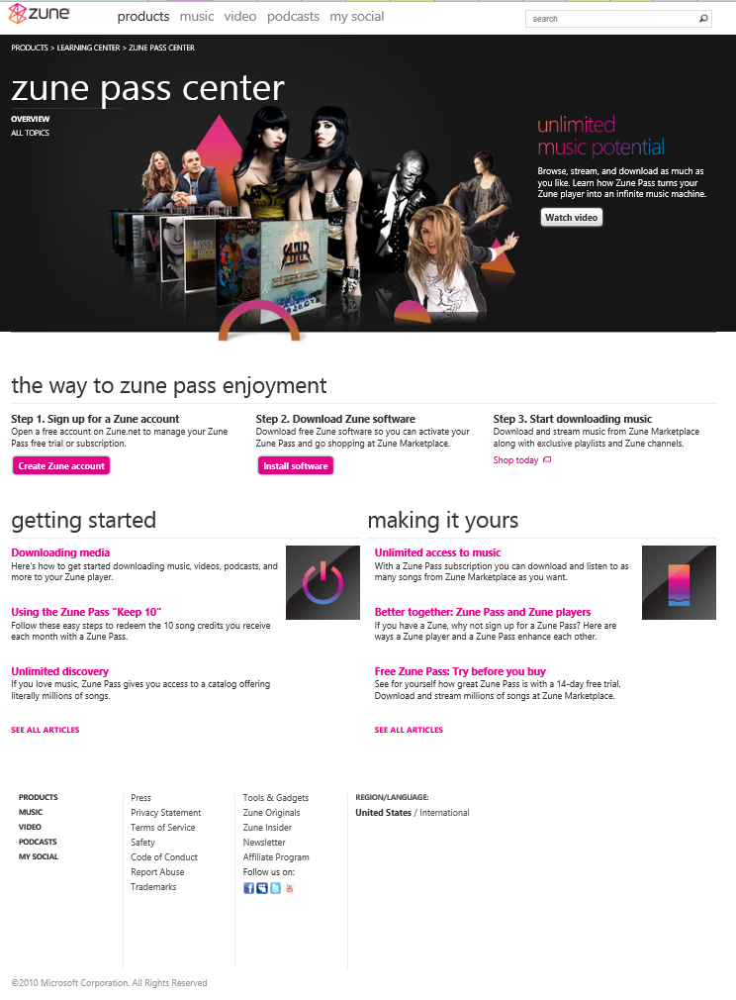 zune
products music video podcasts my social
search
PRODUCTS > LEARNING CENTER > ZUNE PASS CENTER
zune pass center
OVERVIEW
ALL TOPICS
unlimited
music potential
Browse, stream, and download as much as
you like. Learn how Zune Pass turns your
Zune player into an infinite music machine.
Watch video
MISSY
the way to zune pass enjoyment
Step 1. Sign up for a Zune account
Open a free account on Zune.net to manage your Zune
Pass free trial or subscription.
Create Zune account
Step 2. Download Zune software
Download free Zune software so you can activate your
Zune Pass and go shopping at Zune Marketplace.
Install software
Step 3. Start downloading music
Download and stream music from Zune Marketplace
along with exclusive playlists and Zune channels.
Shop today
getting started
Downloading media
Here's how to get started downloading music, videos, podcasts, and
more to your Zune player.
Using the Zune Pass "Keep 10"
Follow these easy steps to redeem the 10 song credits you receive
each month with a Zune Pass.
Unlimited discovery
If you love music, Zune Pass gives you access to a catalog offering
literally millions of songs.
SEE ALL ARTICLES
making it yours
Unlimited access to music
With a Zune Pass subscription you can download and listen to as
many songs from Zune Marketplace as you want.
Better together: Zune Pass and Zune players
If you have a Zune, why not sign up for a Zune Pass? Here are
ways a Zune player and a Zune Pass enhance each other.
Free Zune Pass: Try before you buy
See for yourself how great Zune Pass is with a 14-day free trial.
Download and stream millions of songs at Zune Marketplace.
SEE ALL ARTICLES
PRODUCTS
MUSIC
VIDEO
PODCASTS
MY SOCIAL
Press
Privacy Statement
Terms of Service
Safety
Code of Conduct
Report Abuse
Trademarks
Tools & Gadgets
Zune Originals
Zune Insider
Newsletter
Affiliate Program
Follow us on:
REGION/LANGUAGE:
United States / International
©2010 Microsoft Corporation. All Rights Reserved